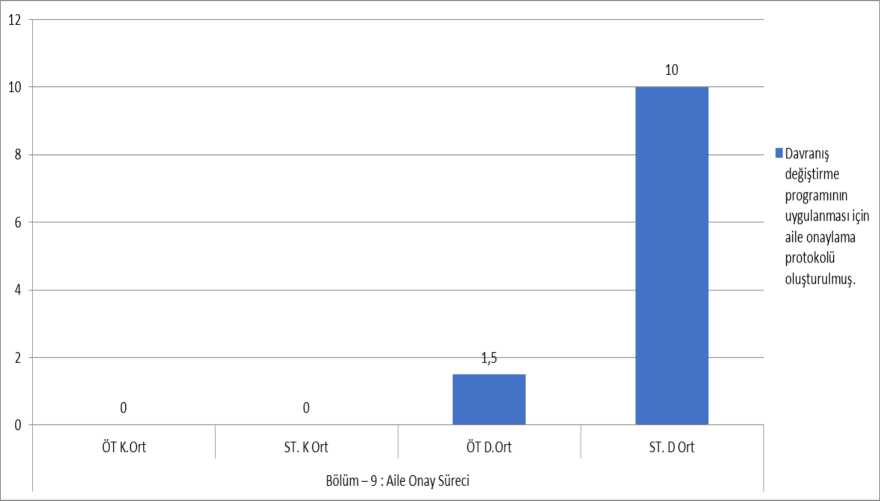 12
10
10
8
6
4
2
1,5
0
0
0
ÖT K.Ort
ST. K Ort
ÖT D.Ort
ST. D Ort
Bölüm – 9 : Aile Onay Süreci
Davranış
değiştirme
programının
uygulanması için
aile onaylama
protokolü
oluşturulmuş.